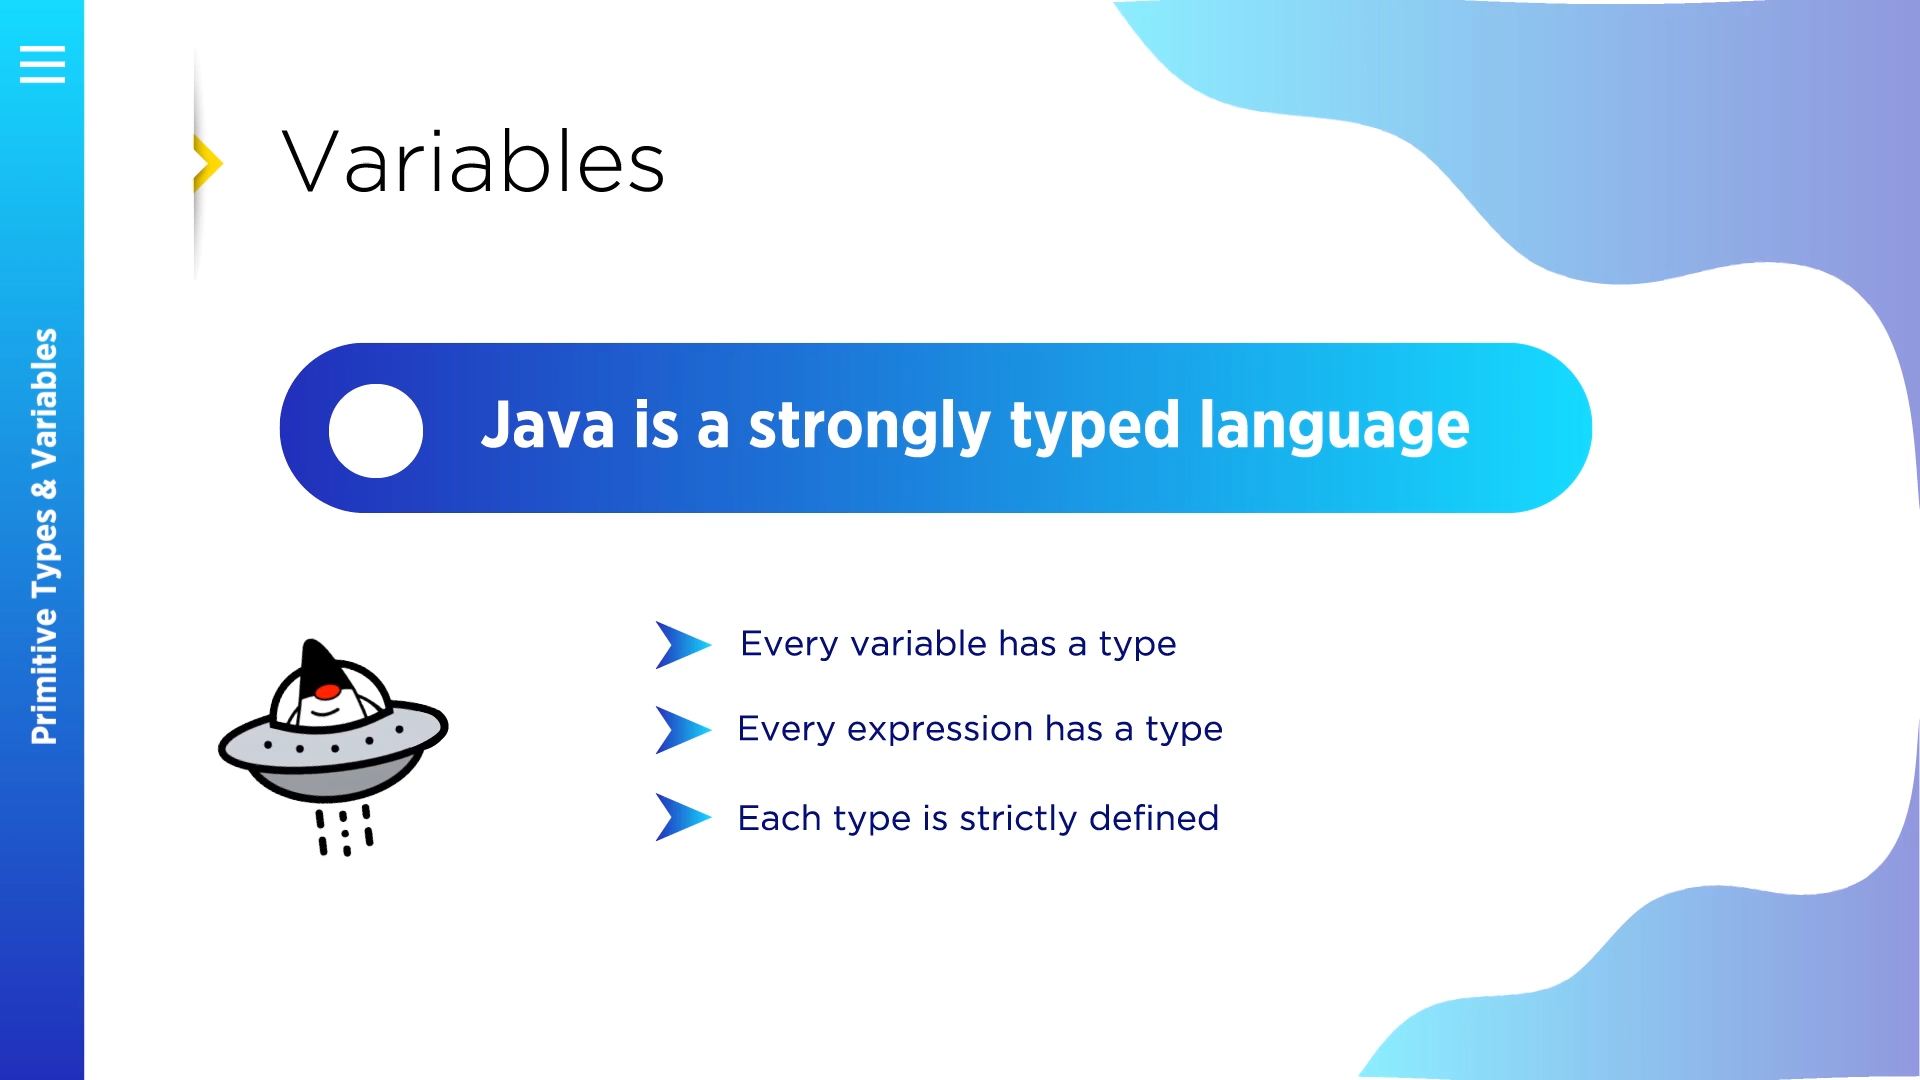 Primitive Types & Variables
Variables
Java is a strongly typed language
Every variable has a type
Every expression has a type
Each type is strictly defined